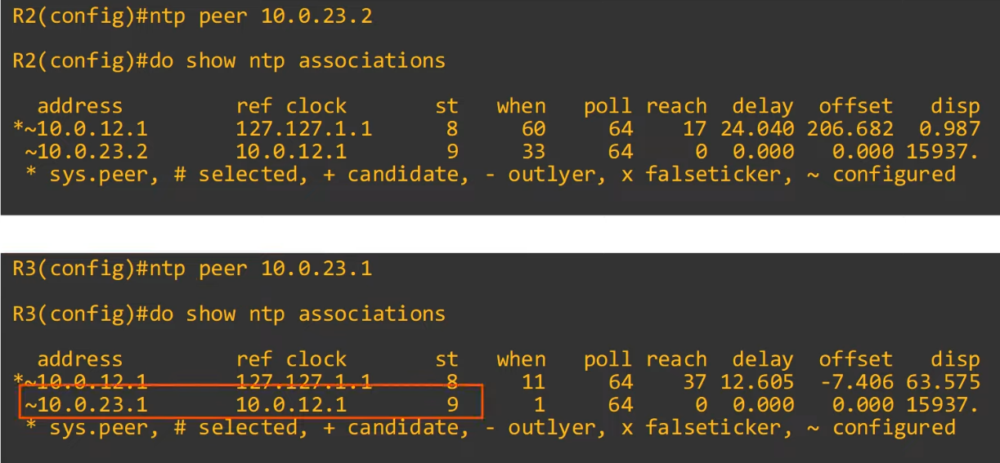 R2(config)#ntp peer 10.0.23.2
R2(config)#do show ntp associations
address ref clock st when poll reach delay offset disp
*~10.0.12.1 127.127.1.1 8 60 64 17 24.040 206.682 0.987
~10.0.23.2 10.0.12.1 9 33 64 0 0.000 0.000 15937.
* sys.peer, # selected, + candidate, - outlyer, x falseticker, ~ configured
R3(config)#ntp peer 10.0.23.1
R3(config)#do show ntp associations
address ref clock st when poll reach delay offset disp
*~10.0.12.1 127.127.1.1 8 11 64 37 12.605 -7.406 63.575
~10.0.23.1 10.0.12.1 9 1 64 0 0.000 0.000 15937.
* sys.peer, # selected, + candidate, - outlyer, x falseticker, ~ configured